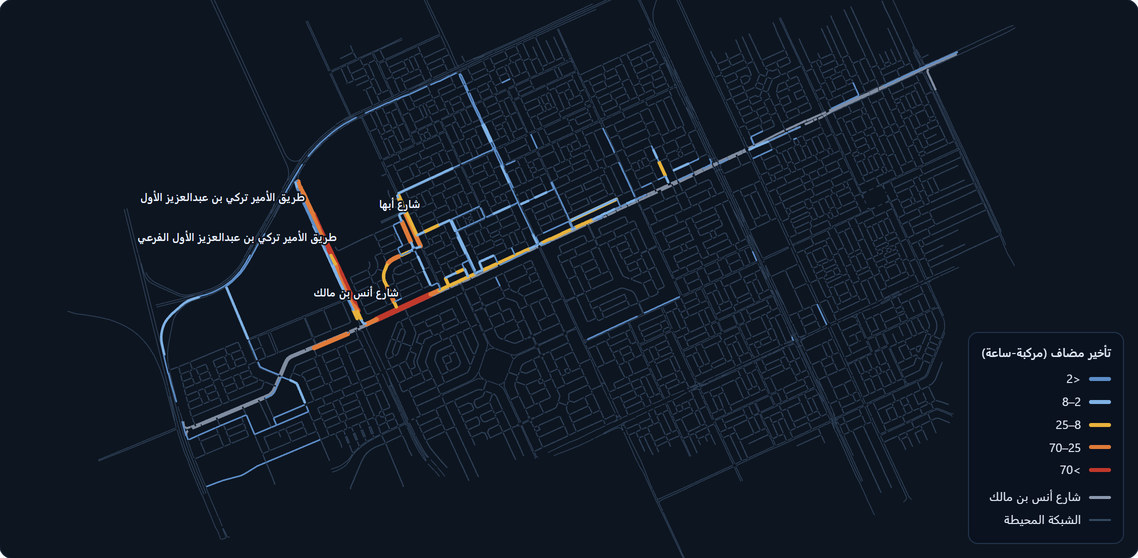 طريق الأمير تركي بن عبدالعزيز الأول
شارع أبها
طريق الأمير تركي بن عبدالعزيز الأول الفرعي
شارع أنس بن مالك
تأخير مضاف (مركبة-ساعة)
<2
2–8
8–25
25–70
>70
شارع أنس بن مالك
الشبكة المحيطة